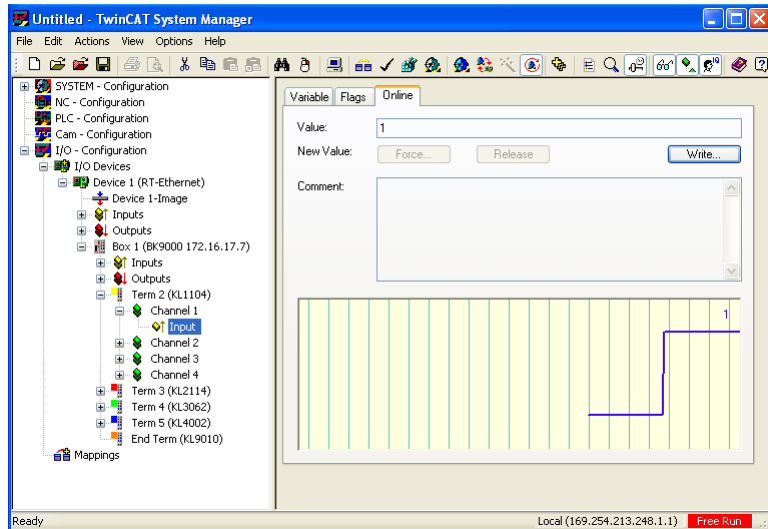 Untitled - TwinCAT System Manager
File Edit Actions View Options Help
SYSTEM - Configuration
NC - Configuration
PLC - Configuration
Cam - Configuration
I/O - Configuration
I/O Devices
Device 1 (RT-Ethernet)
Device 1-Image
Inputs
Outputs
Box 1 (BK9000 172.16.17.7)
Inputs
Outputs
Term 2 (KL1104)
Channel 1
Input
Channel 2
Channel 3
Channel 4
Term 3 (KL2114)
Term 4 (KL3062)
Term 5 (KL4002)
End Term (KL9010)
Mappings
Variable Flags Online
Value: 1
New Value: Force... Release Write...
Comment:
1
Ready Local (169.254.213.248.1.1) Free Run